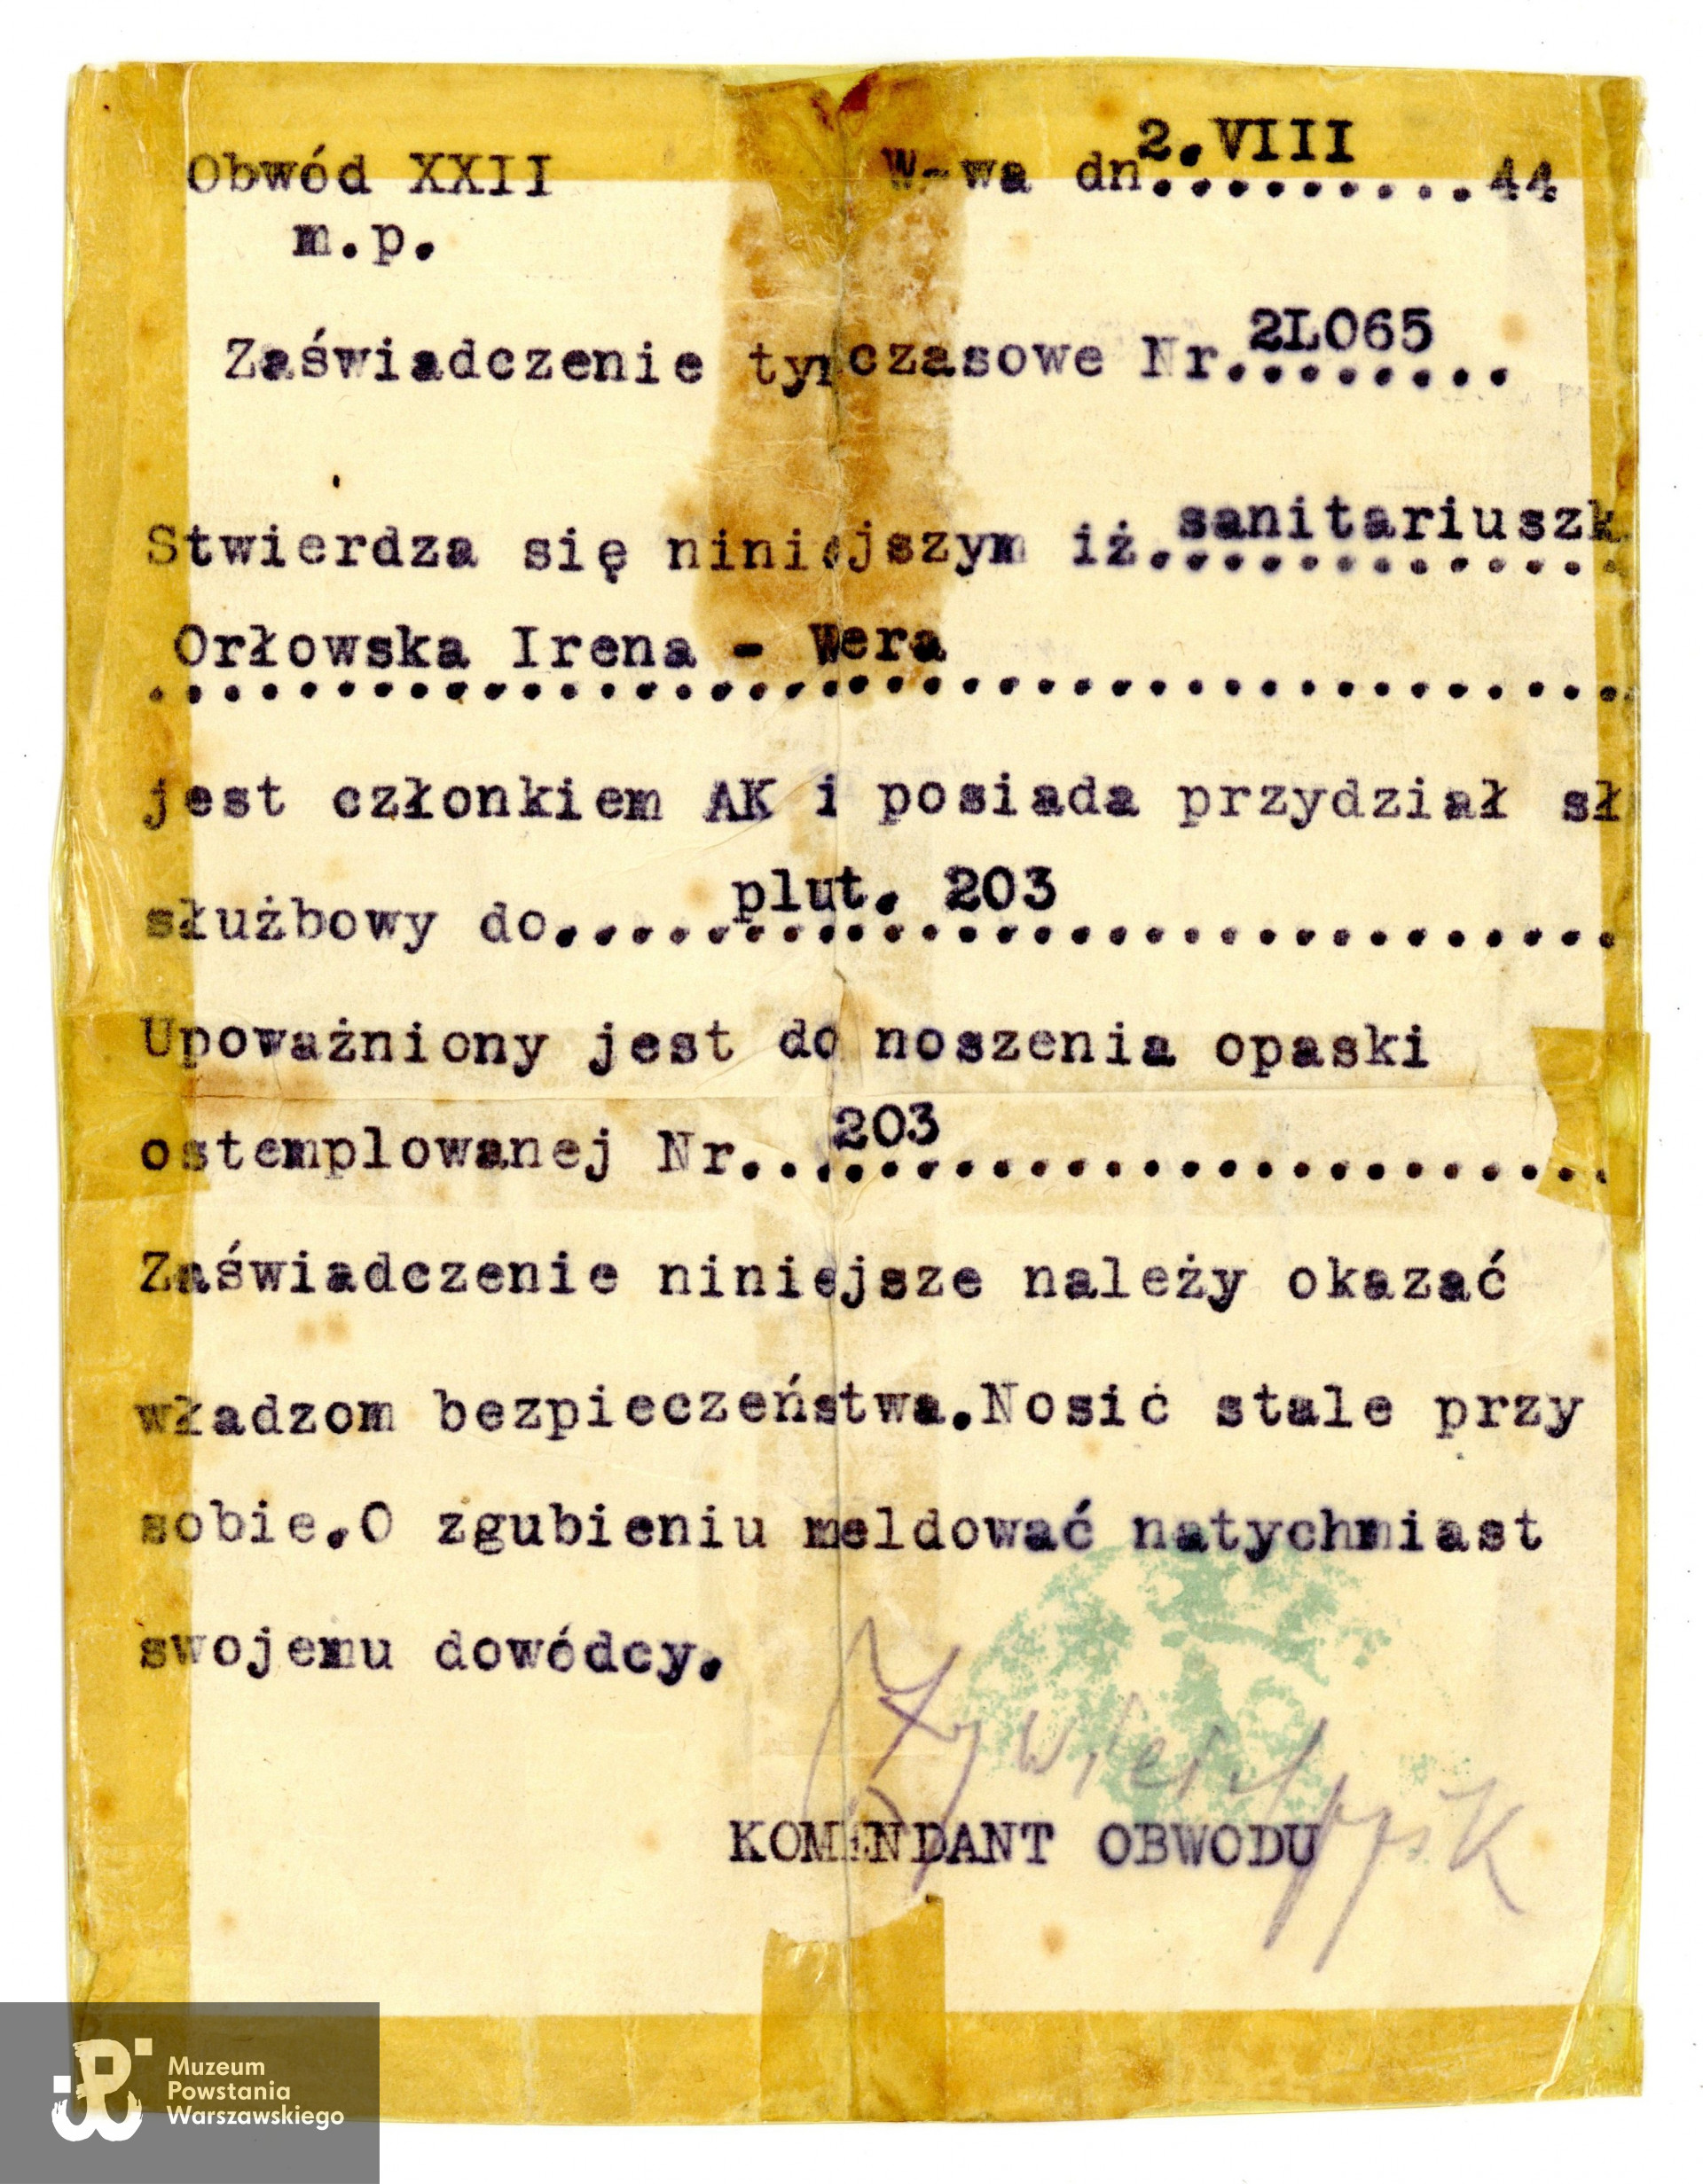 Obwód XXII W-wa dn.2.VIII.......44
m.p.
Zaświadczenie tymczasowe Nr.2L065........
Stwierdza się niniejszym iż.sanitariuszk
Orłowska Irena - Wera
jest członkiem AK i posiada przydział sł
służbowy do.....plut. 203..............
Upoważniony jest do noszenia opaski
ostemplowanej Nr...203..................
Zaświadczenie niniejsze należy okazać
władzom bezpieczeństwa.Nosić stale przy
sobie.O zgubieniu meldować natychmiast
swojemu dowódcy.
KOMENDANT OBWODU
Muzeum
Powstania
Warszawskiego